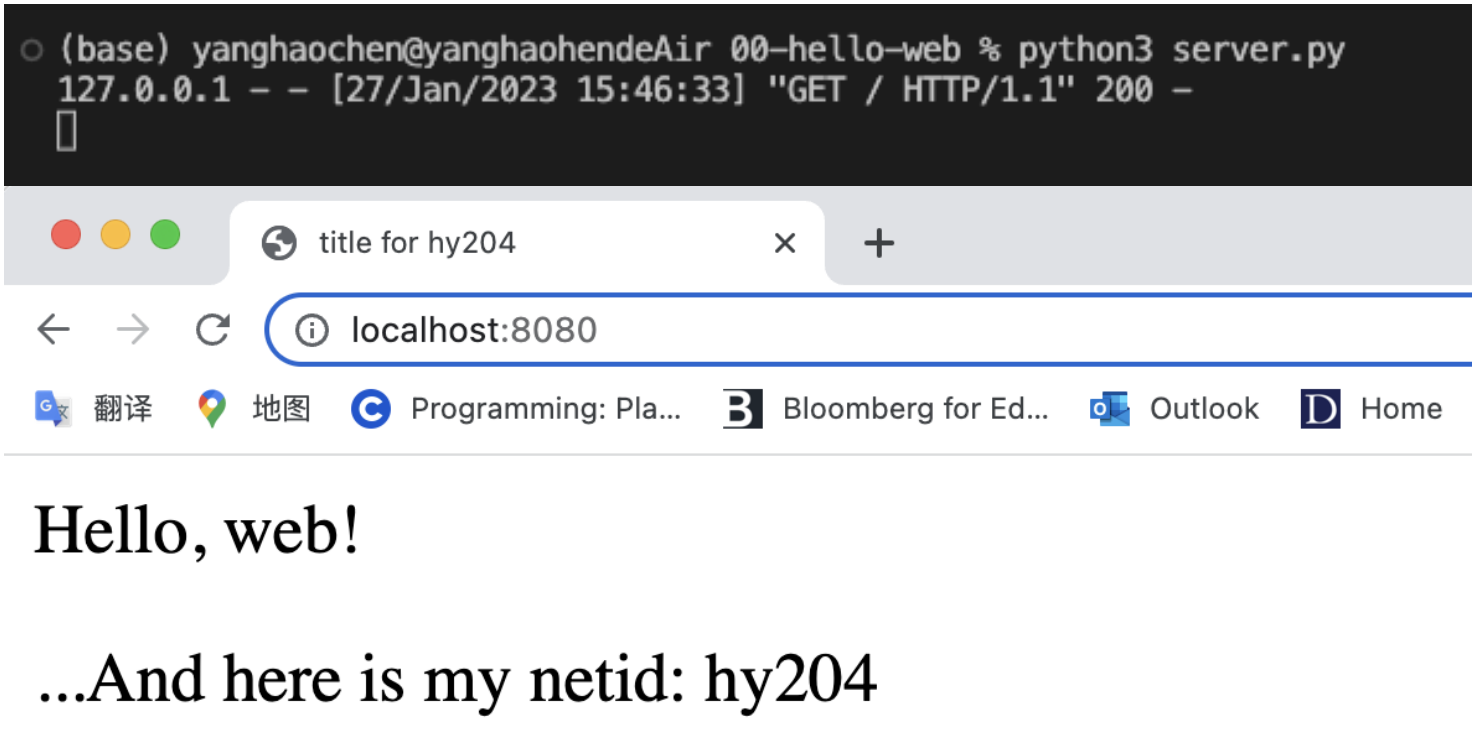 (base) yanghaochen@yanghaohendeAir 00-hello-web % python3 server.py
127.0.0.1 - - [27/Jan/2023 15:46:33] "GET / HTTP/1.1" 200 -
title for hy204
localhost:8080
翻译 地图 Programming: Pla... Bloomberg for Ed... Outlook Home
Hello, web!
...And here is my netid: hy204